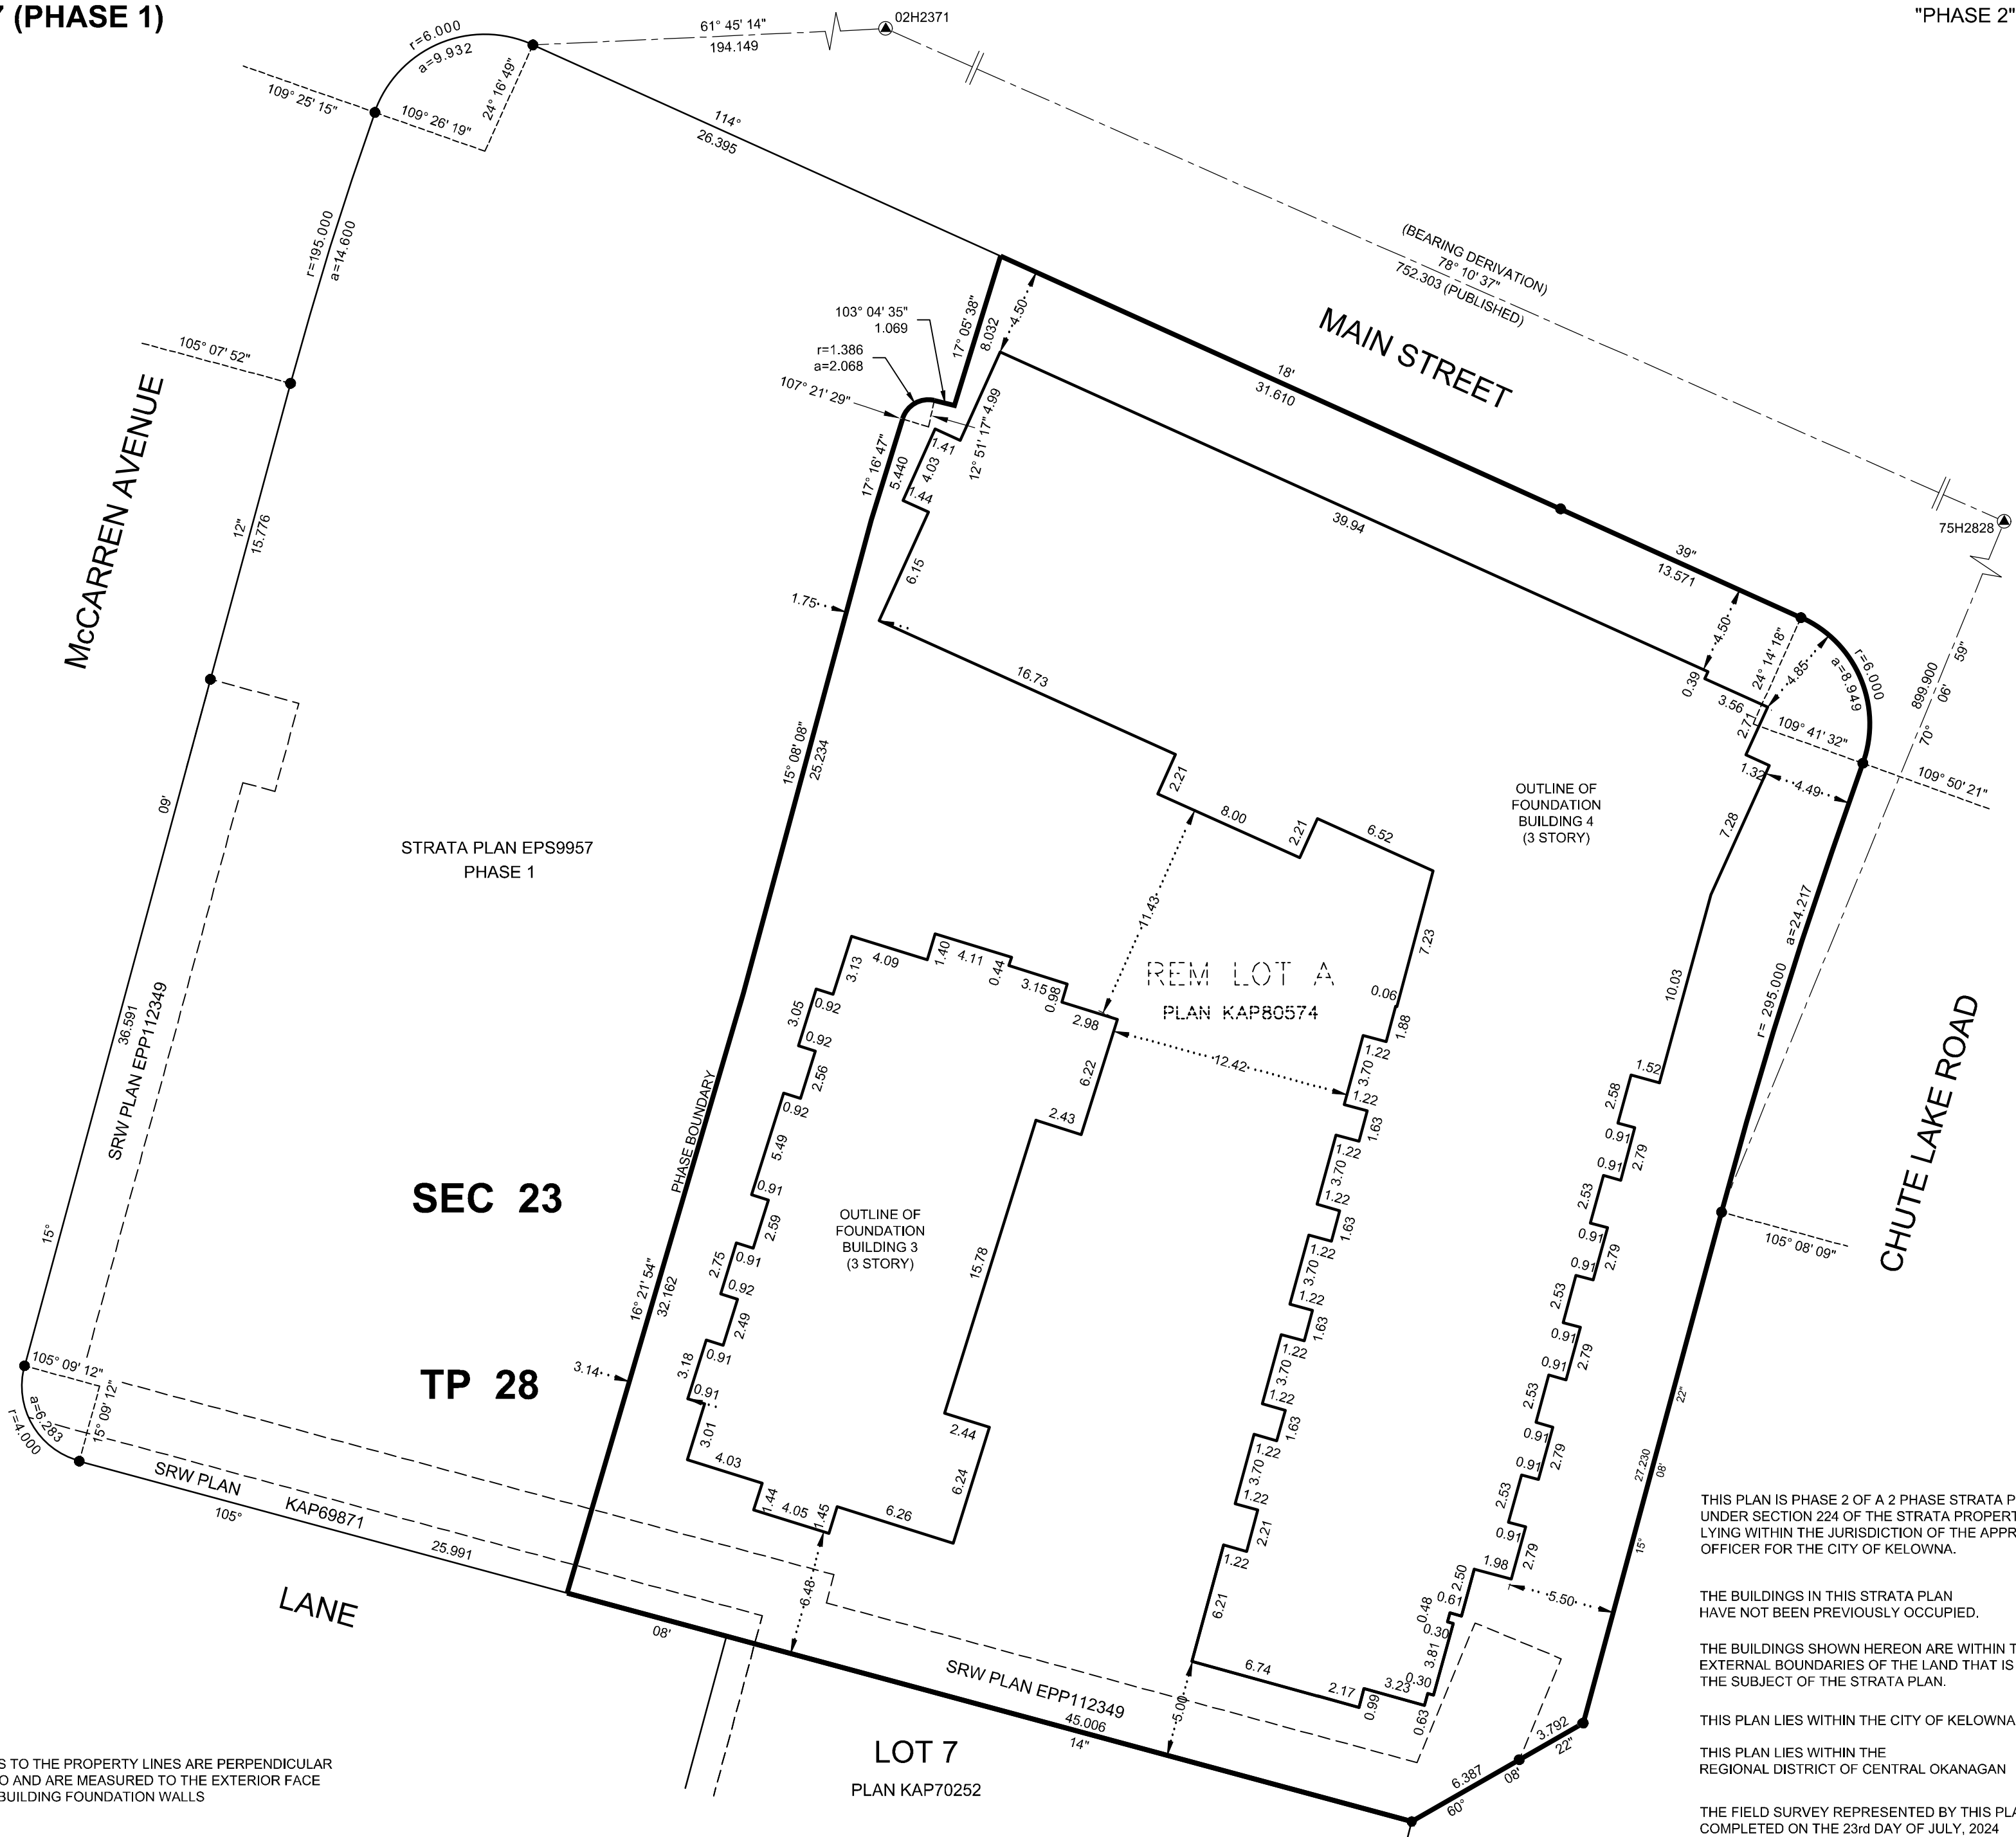 7 (PHASE 1)
"PHASE 2"
r=6.000
a=9.932
61° 45' 14"
194.149
02H2371
109° 25' 15"
109° 26' 19"
24° 16' 49"
114°
26.395
r=195.000
a=14.600
(BEARING DERIVATION)
78° 10' 37"
752.303 (PUBLISHED)
MAIN STREET
103° 04' 35"
1.069
r=1.386
a=2.068
107° 21' 29"
17° 05' 38"
8.032
4.50
18'
31.610
105° 07' 52"
McCARREN AVENUE
12"
15.776
17° 16' 47"
5.440
4.03
1.41
4.99
12° 51' 17"
1.44
6.15
39.94
75H2828
39"
13.571
1.75
16.73
4.50
24° 14' 18"
4.85
r=6.000
a=8.949
0.39
3.56
2.71
109° 41' 32"
109° 50' 21"
899.900
70° 06' 59"
1.32
4.49
7.28
15° 08' 08"
25.234
2.21
8.00
2.21
6.52
OUTLINE OF
FOUNDATION
BUILDING 4
(3 STORY)
09'
STRATA PLAN EPS9957
PHASE 1
11.43
7.23
r= 295.000
a=24.217
10.03
3.13
4.09
1.40
4.11
0.44
3.15
0.98
2.98
REM LOT A
PLAN KAP80574
0.06
1.88
3.05
0.92
0.92
2.56
0.92
12.42
6.22
2.43
1.22
3.70
1.22
1.63
1.52
2.58
0.91
2.79
0.91
36.591
SRW PLAN EPP112349
PHASE BOUNDARY
5.49
0.91
2.59
2.75
0.91
0.92
2.49
SEC 23
OUTLINE OF
FOUNDATION
BUILDING 3
(3 STORY)
15.78
1.22
3.70
1.22
1.63
2.53
0.91
2.79
0.91
CHUTE LAKE ROAD
105° 08' 09"
15°
16° 21' 54"
32.162
1.22
3.70
1.22
1.63
2.53
0.91
2.79
0.91
105° 09' 12"
15° 09' 12"
a=6.283
r=4.000
TP 28
3.14
3.18
0.91
0.91
3.01
4.03
1.44
4.05
1.45
6.26
2.44
6.24
1.22
3.70
1.22
1.63
2.53
0.91
2.79
0.91
22"
27.230
08'
15°
SRW PLAN
KAP69871
105°
25.991
1.22
3.70
1.22
2.21
1.22
6.21
2.53
0.91
2.79
1.98
2.50
0.61
0.48
0.30
3.81
5.50
LANE
08'
6.48
SRW PLAN EPP112349
45.006
14"
5.00
6.74
2.17
0.99
3.23
0.30
0.63
3.792
22"
6.387
08'
60°
LOT 7
PLAN KAP70252
S TO THE PROPERTY LINES ARE PERPENDICULAR
O AND ARE MEASURED TO THE EXTERIOR FACE
BUILDING FOUNDATION WALLS
THIS PLAN IS PHASE 2 OF A 2 PHASE STRATA P
UNDER SECTION 224 OF THE STRATA PROPERT
LYING WITHIN THE JURISDICTION OF THE APPR
OFFICER FOR THE CITY OF KELOWNA.
THE BUILDINGS IN THIS STRATA PLAN
HAVE NOT BEEN PREVIOUSLY OCCUPIED.
THE BUILDINGS SHOWN HEREON ARE WITHIN T
EXTERNAL BOUNDARIES OF THE LAND THAT IS
THE SUBJECT OF THE STRATA PLAN.
THIS PLAN LIES WITHIN THE CITY OF KELOWNA
THIS PLAN LIES WITHIN THE
REGIONAL DISTRICT OF CENTRAL OKANAGAN
THE FIELD SURVEY REPRESENTED BY THIS PLA
COMPLETED ON THE 23rd DAY OF JULY, 2024